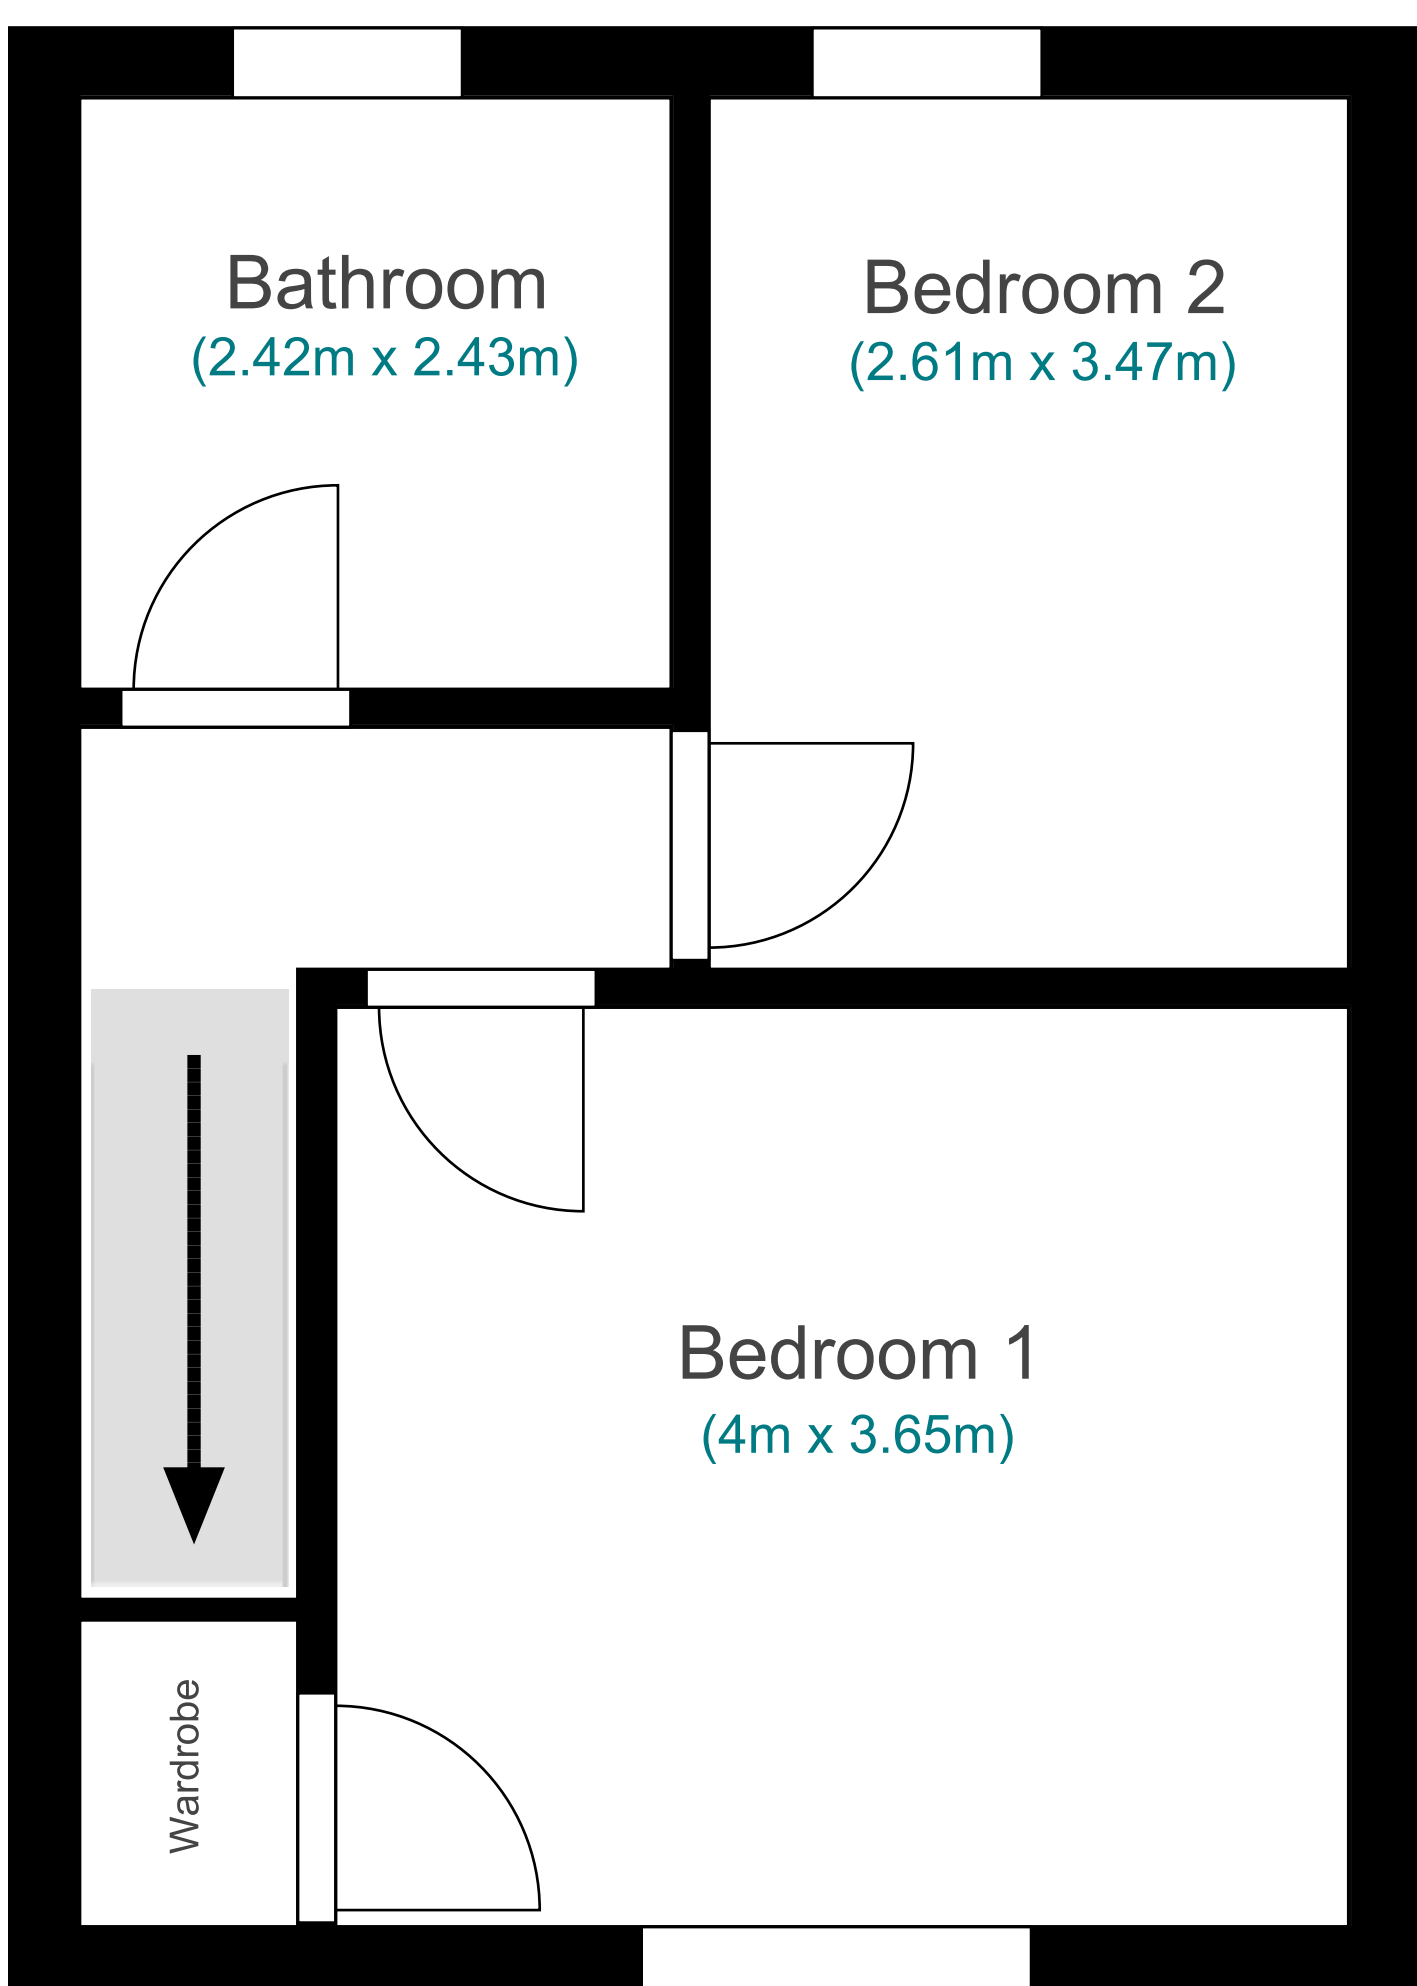 Bathroom
(2.42m x 2.43m)
Bedroom 2
(2.61m x 3.47m)
Bedroom 1
(4m x 3.65m)
Wardrobe